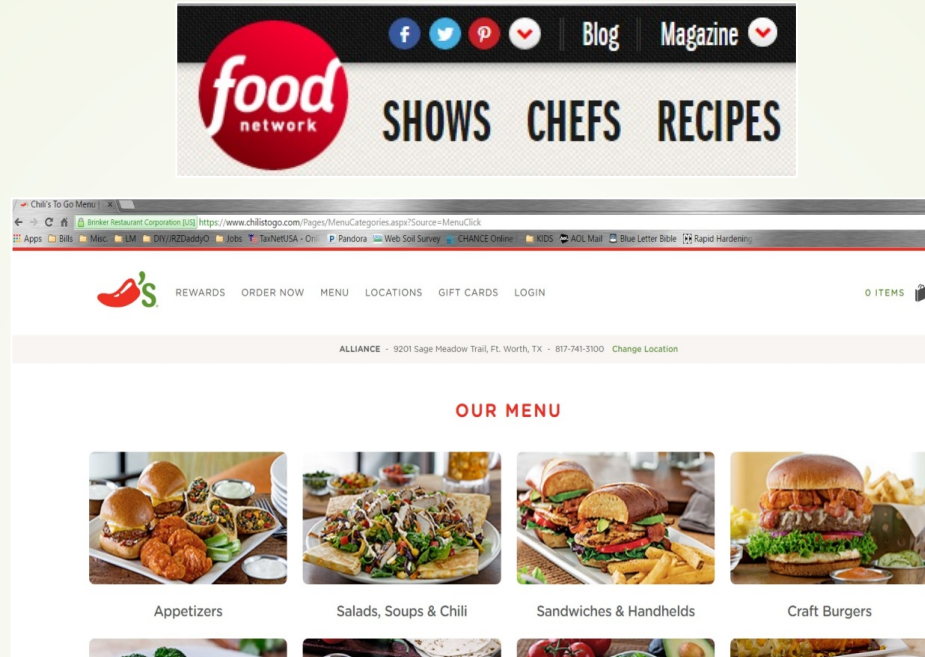 Blog Magazine
food
network
SHOWS CHEFS RECIPES
Chili's To Go Menu |
Brinker Restaurant Corporation [US] https://www.chilistogo.com/Pages/MenuCategories.aspx?Source=MenuClick
Apps Bills Misc. LM DIY//RZDaddyO Jobs TaxNetUSA - Onli Pandora Web Soil Survey CHANCE Online KIDS AOL Mail Blue Letter Bible Rapid Hardening
'S REWARDS ORDER NOW MENU LOCATIONS GIFT CARDS LOGIN 0 ITEMS
ALLIANCE - 9201 Sage Meadow Trail, Ft. Worth, TX - 817-741-3100 Change Location
OUR MENU
Appetizers Salads, Soups & Chili Sandwiches & Handhelds Craft Burgers